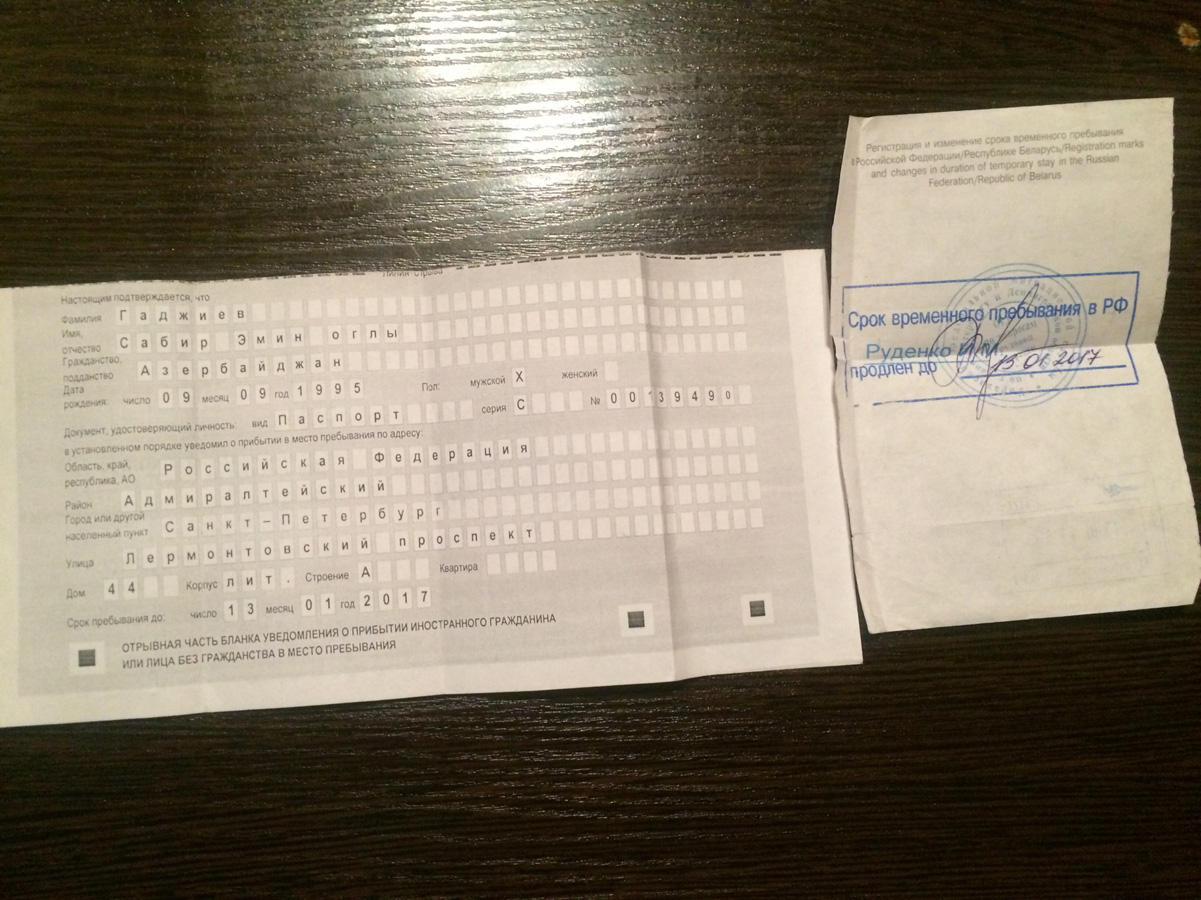 Линия отрыва
Настоящим подтверждается, что
Фамилия Гаджиев
Имя, отчество Сабир Эмин оглы
Гражданство, подданство Азербайджан
Дата рождения: число 09 месяц 09 год 1995 Пол: мужской X женский
Документ, удостоверяющий личность: вид Паспорт серия С № 00139490
в установленном порядке уведомил о прибытии в место пребывания по адресу:
Область, край, республика, АО Российская Федерация
Район Адмиралтейский
Город или другой населенный пункт Санкт-Петербург
Улица Лермонтовский проспект
Дом 44 Корпус лит. Строение А Квартира
Срок пребывания до: число 13 месяц 01 год 2017
ОТРЫВНАЯ ЧАСТЬ БЛАНКА УВЕДОМЛЕНИЯ О ПРИБЫТИИ ИНОСТРАННОГО ГРАЖДАНИНА
ИЛИ ЛИЦА БЕЗ ГРАЖДАНСТВА В МЕСТО ПРЕБЫВАНИЯ
Регистрация и изменение срока временного пребывания
Российской Федерации/Республике Беларусь/Registration marks
and changes in duration of temporary stay in the Russian
Federation/Republic of Belarus
Срок временного пребывания в РФ
Руденко
продлен до 13.01.2017